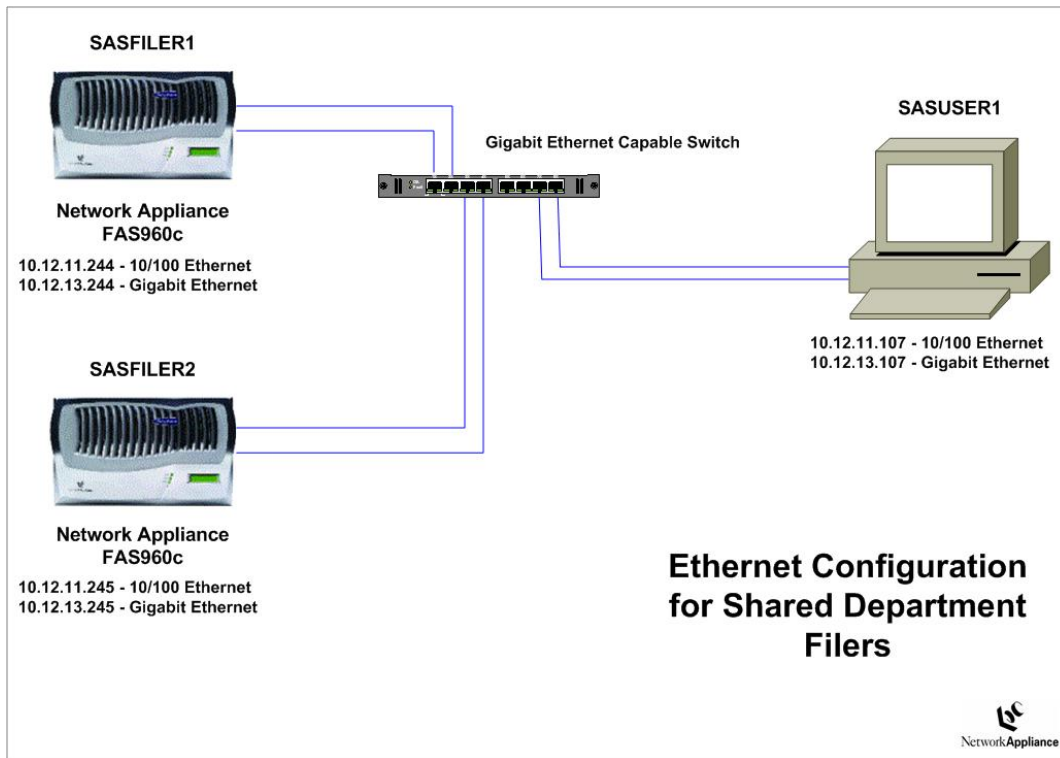 SASFILER1
Network Appliance
FAS960c
10.12.11.244 - 10/100 Ethernet
10.12.13.244 - Gigabit Ethernet
Gigabit Ethernet Capable Switch
SASUSER1
10.12.11.107 - 10/100 Ethernet
10.12.13.107 - Gigabit Ethernet
SASFILER2
Network Appliance
FAS960c
10.12.11.245 - 10/100 Ethernet
10.12.13.245 - Gigabit Ethernet
Ethernet Configuration
for Shared Department
Filers
NetworkAppliance